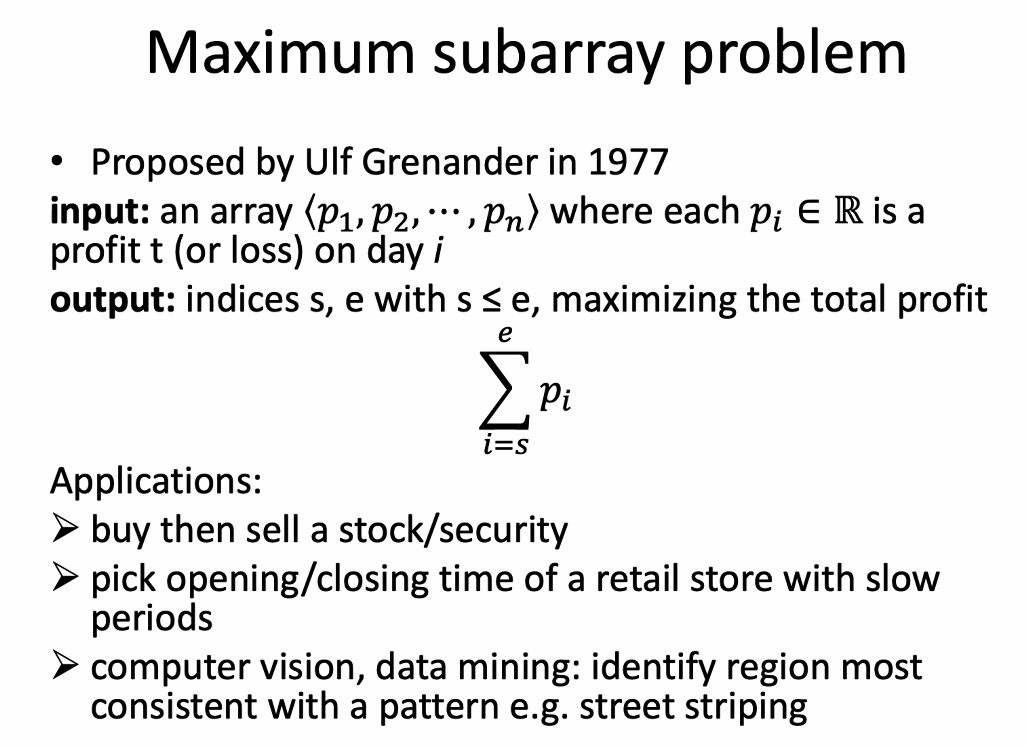 Maximum subarray problem
• Proposed by Ulf Grenander in 1977
input: an array ⟨p₁, p₂, ⋯ , pₙ⟩ where each pᵢ ∈ ℝ is a
profit t (or loss) on day i
output: indices s, e with s ≤ e, maximizing the total profit
e
∑ pᵢ
i=s
Applications:
➢ buy then sell a stock/security
➢ pick opening/closing time of a retail store with slow
periods
➢ computer vision, data mining: identify region most
consistent with a pattern e.g. street striping